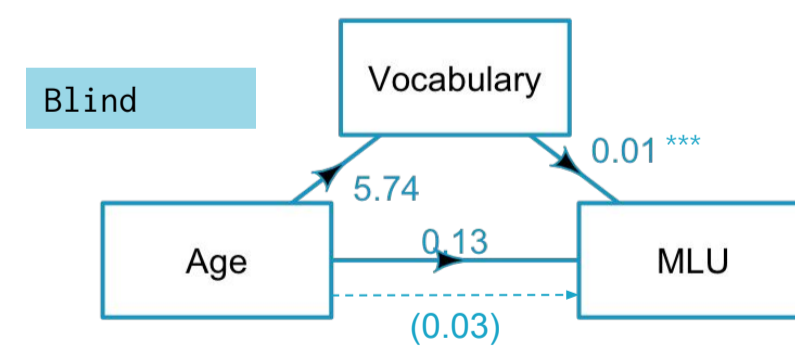 Blind
Vocabulary
0.01 ***
5.74
Age
0.13
MLU
(0.03)